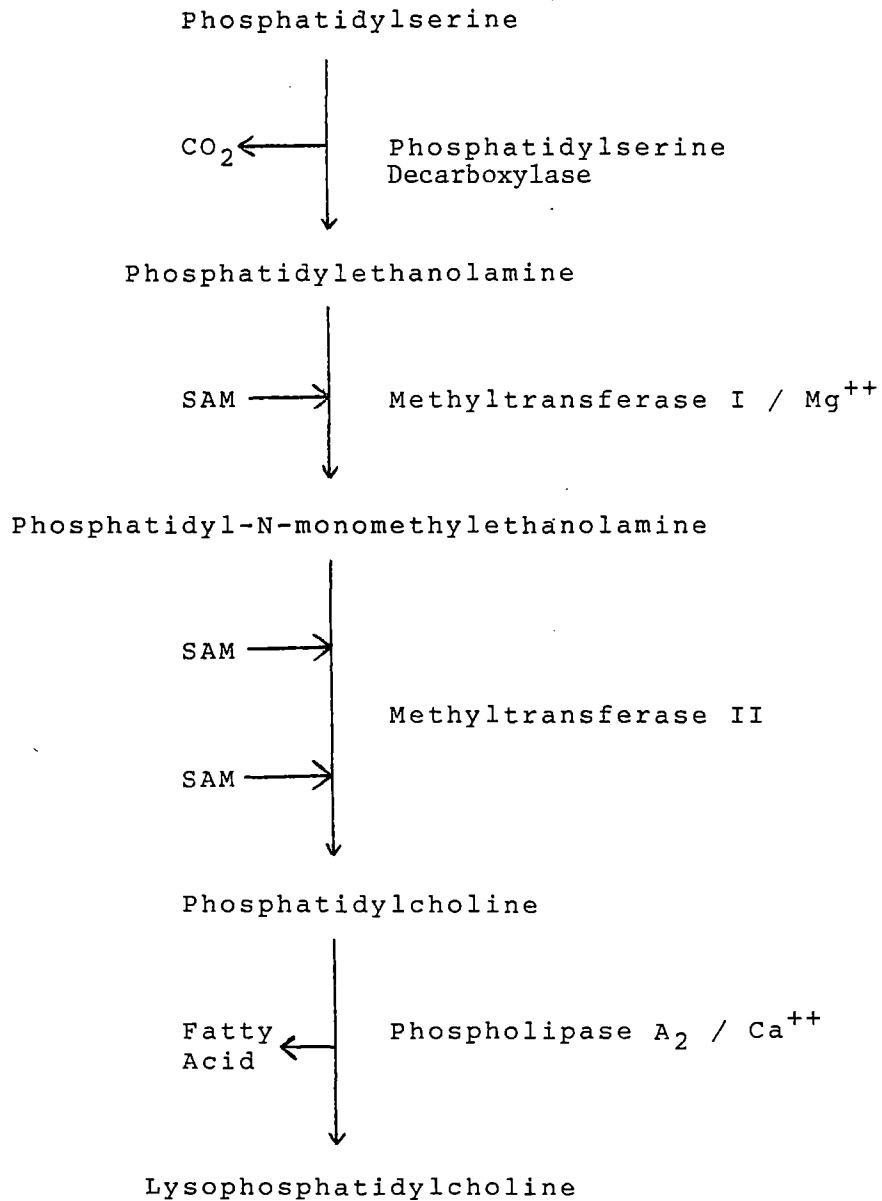 Phosphatidylserine
CO₂
Phosphatidylserine
Decarboxylase
Phosphatidylethanolamine
SAM
Methyltransferase I / Mg⁺⁺
Phosphatidyl-N-monomethylethanolamine
SAM
Methyltransferase II
SAM
Phosphatidylcholine
Fatty
Acid
Phospholipase A₂ / Ca⁺⁺
Lysophosphatidylcholine